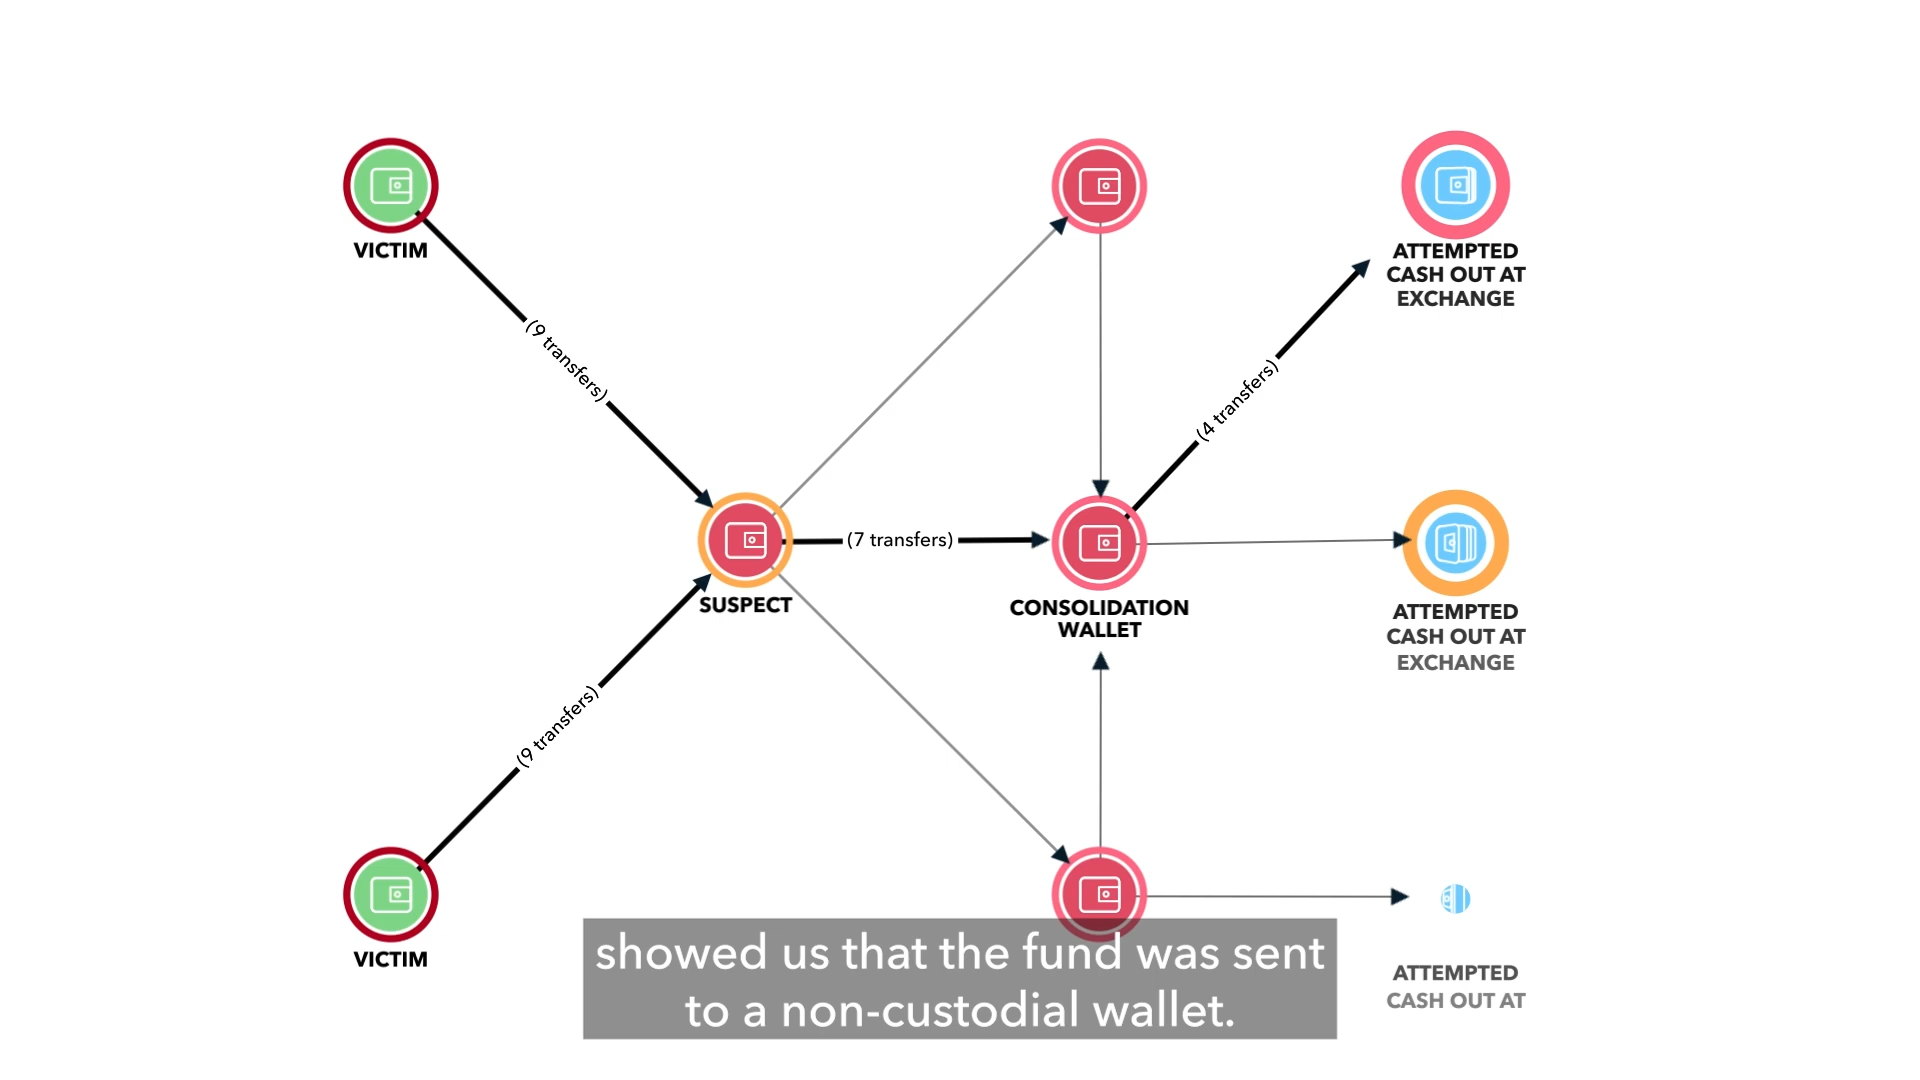 VICTIM
ATTEMPTED
CASH OUT AT
EXCHANGE
(9 transfers)
(4 transfers)
(7 transfers)
SUSPECT
CONSOLIDATION
WALLET
ATTEMPTED
CASH OUT AT
EXCHANGE
(9 transfers)
VICTIM
ATTEMPTED
CASH OUT AT
showed us that the fund was sent
to a non-custodial wallet.